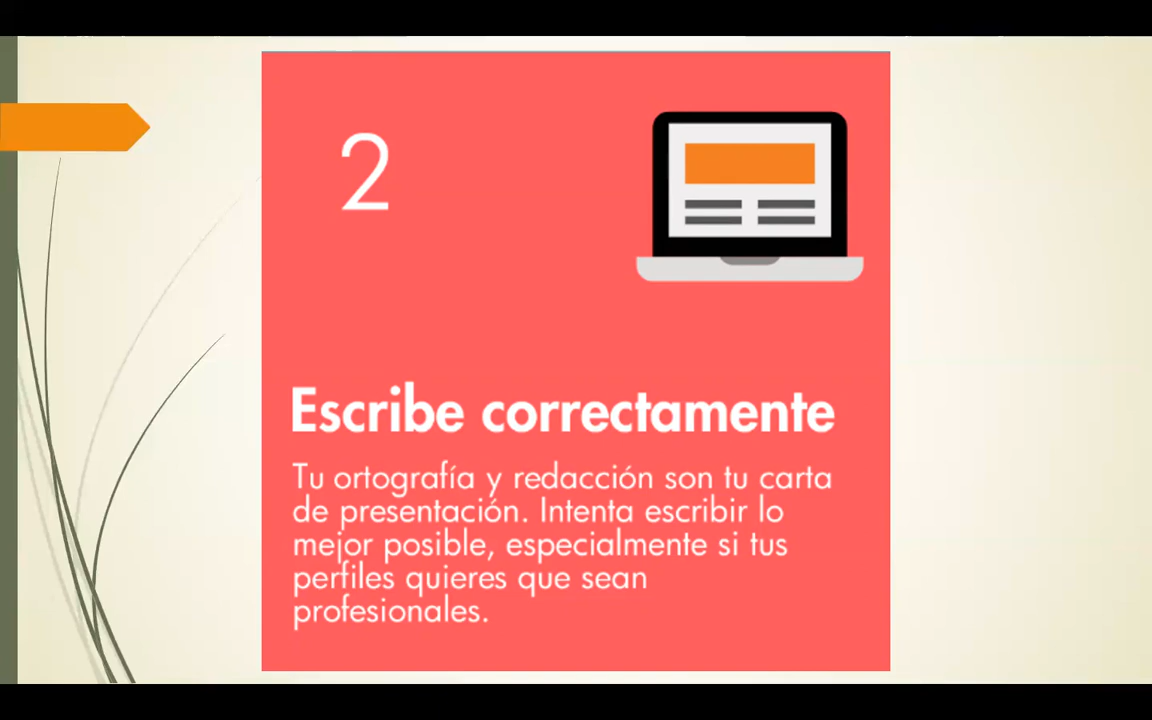 2
Escribe correctamente
Tu ortografía y redacción son tu carta
de presentación. Intenta escribir lo
mejor posible, especialmente si tus
perfiles quieres que sean
profesionales.